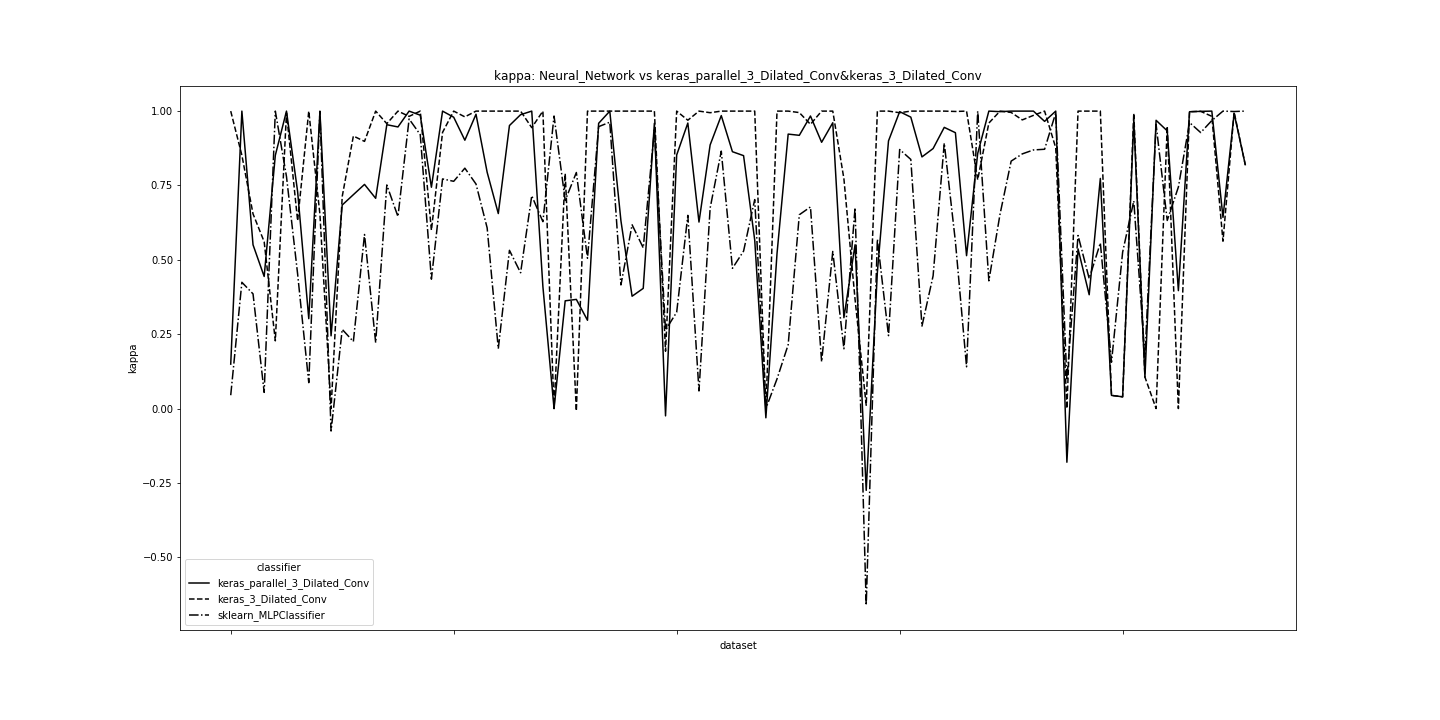 kappa: Neural_Network vs keras_parallel_3_Dilated_Conv&keras_3_Dilated_Conv
1.00
0.75
0.50
0.25
0.00
−0.25
−0.50
kappa
classifier
keras_parallel_3_Dilated_Conv
keras_3_Dilated_Conv
sklearn_MLPClassifier
dataset